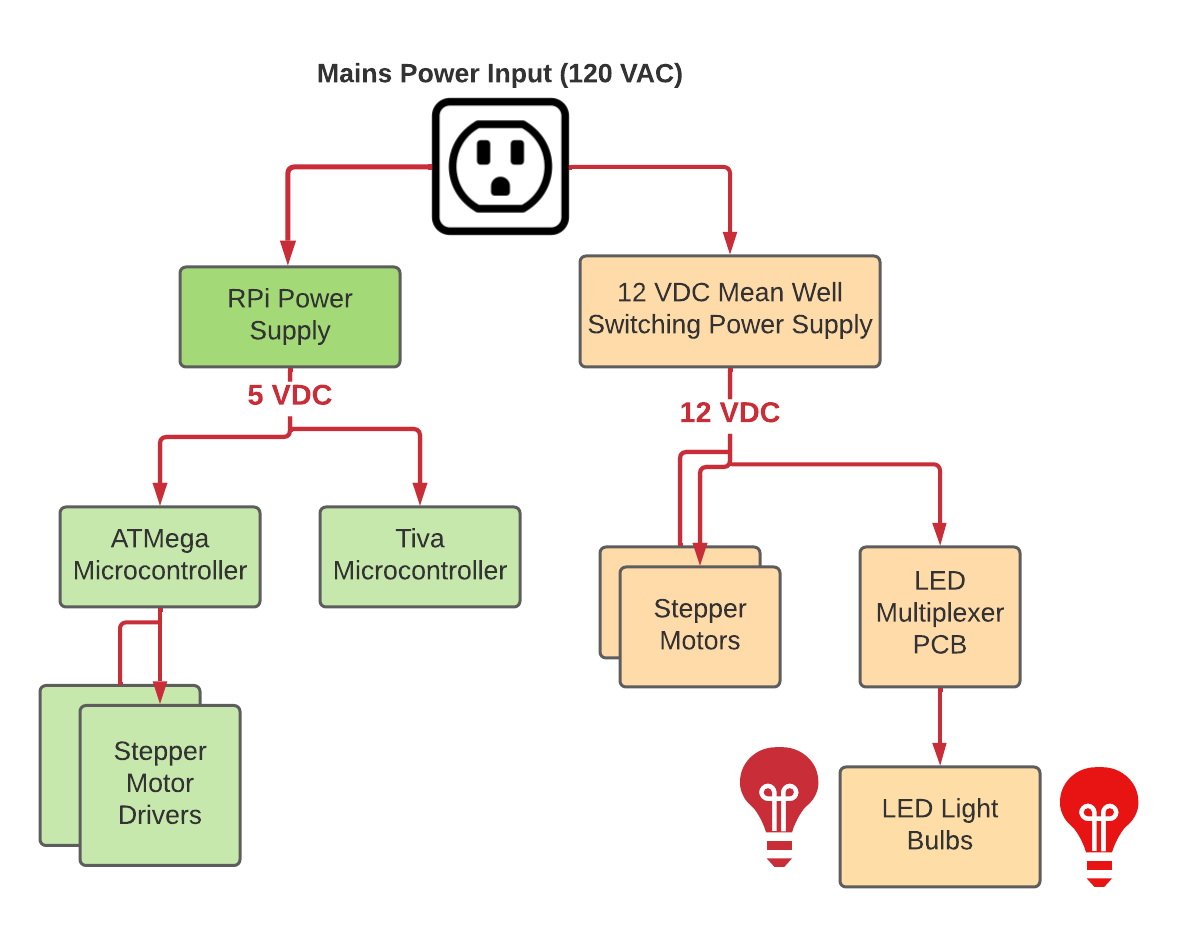 Mains Power Input (120 VAC)
RPi Power
Supply
12 VDC Mean Well
Switching Power Supply
5 VDC
12 VDC
ATMega
Microcontroller
Tiva
Microcontroller
Stepper
Motors
LED
Multiplexer
PCB
Stepper
Motor
Drivers
LED Light
Bulbs